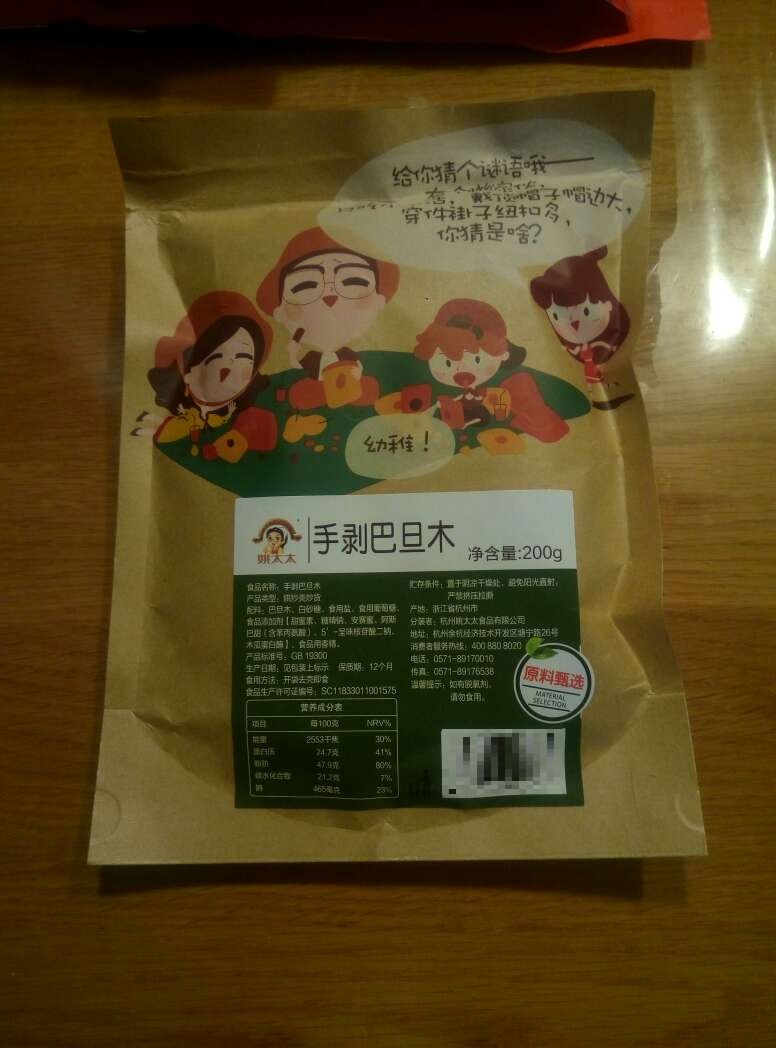 给你猜个谜语哦——
子帽边大，
穿件褂子纽扣多，
你猜是啥？
幼稚！
姚太太
手剥巴旦木
净含量:200g
食品名称：手剥巴旦木
产品类型：烘炒类炒货
配料：巴旦木、白砂糖、食用盐、食用葡萄糖、
食品添加剂【甜蜜素、糖精钠、安赛蜜、阿斯
巴甜（含苯丙氨酸）、5′-呈味核苷酸二钠、
木瓜蛋白酶】、食品用香精。
产品标准号：GB 19300
生产日期：见包装上标示 保质期：12个月
食用方法：开袋去壳即食
食品生产许可证编号：SC11833011001575
营养成分表
项目 每100克 NRV%
能量 2553千焦 30%
蛋白质 24.7克 41%
脂肪 47.9克 80%
碳水化合物 21.2克 7%
钠 465毫克 23%
贮存条件：置于阴凉干燥处、避免阳光直射，
严禁挤压拉撕
产地：浙江省杭州市
分装者：杭州姚太太食品有限公司
地址：杭州余杭经济技术开发区塘宁路26号
消费者服务热线：400 880 8020
电话：0571-89170010
传真：0571-89176538
温馨提示：如有脱氧剂，
请勿食用。
原料甄选
MATERIAL
SELECTION